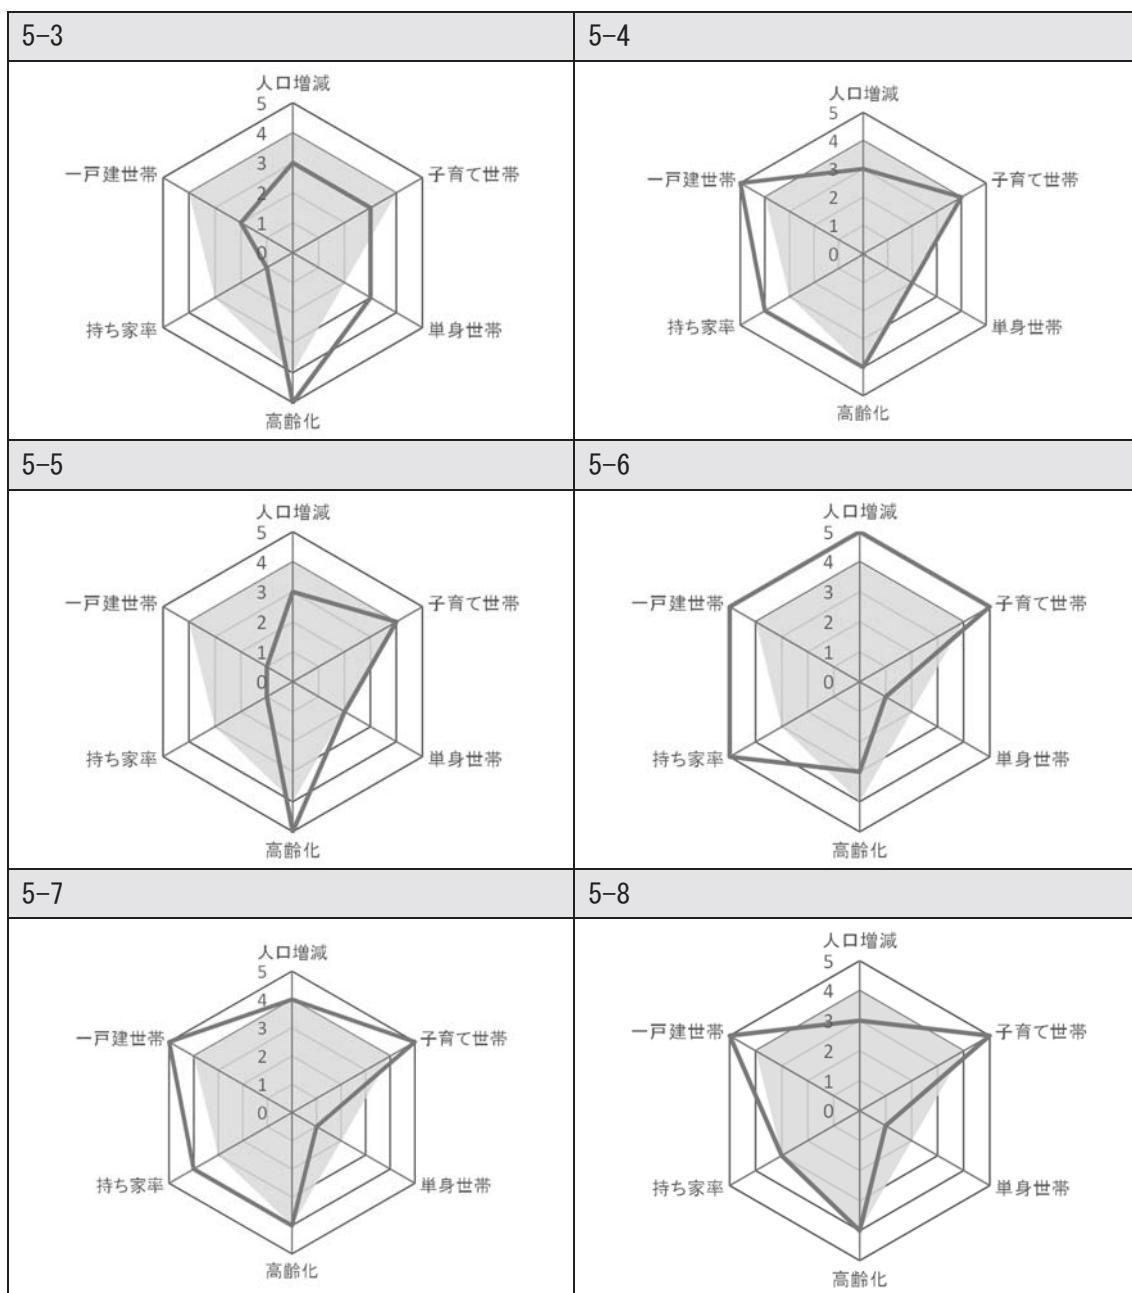 5-3
人口増減
5
4
3
2
1
0
一戸建世帯
子育て世帯
持ち家率
単身世帯
高齢化
5-4
人口増減
5
4
3
2
1
0
一戸建世帯
子育て世帯
持ち家率
単身世帯
高齢化
5-5
人口増減
5
4
3
2
1
0
一戸建世帯
子育て世帯
持ち家率
単身世帯
高齢化
5-6
人口増減
5
4
3
2
1
0
一戸建世帯
子育て世帯
持ち家率
単身世帯
高齢化
5-7
人口増減
5
4
3
2
1
0
一戸建世帯
子育て世帯
持ち家率
単身世帯
高齢化
5-8
人口増減
5
4
3
2
1
0
一戸建世帯
子育て世帯
持ち家率
単身世帯
高齢化